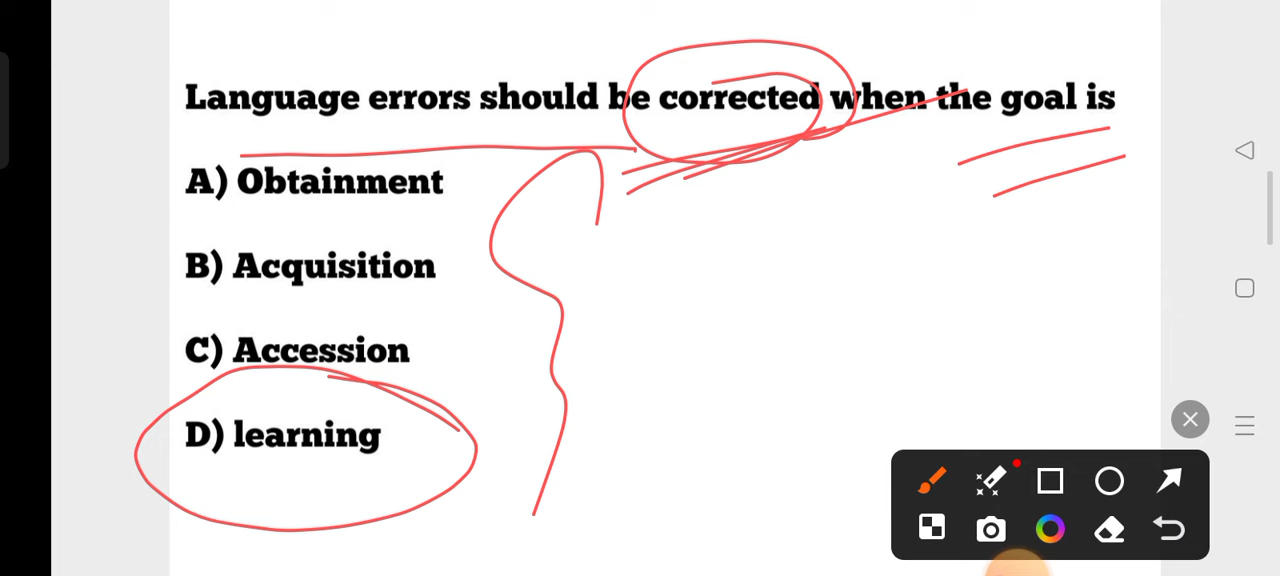 Language errors should be corrected when the goal is
A) Obtainment
B) Acquisition
C) Accession
D) learning